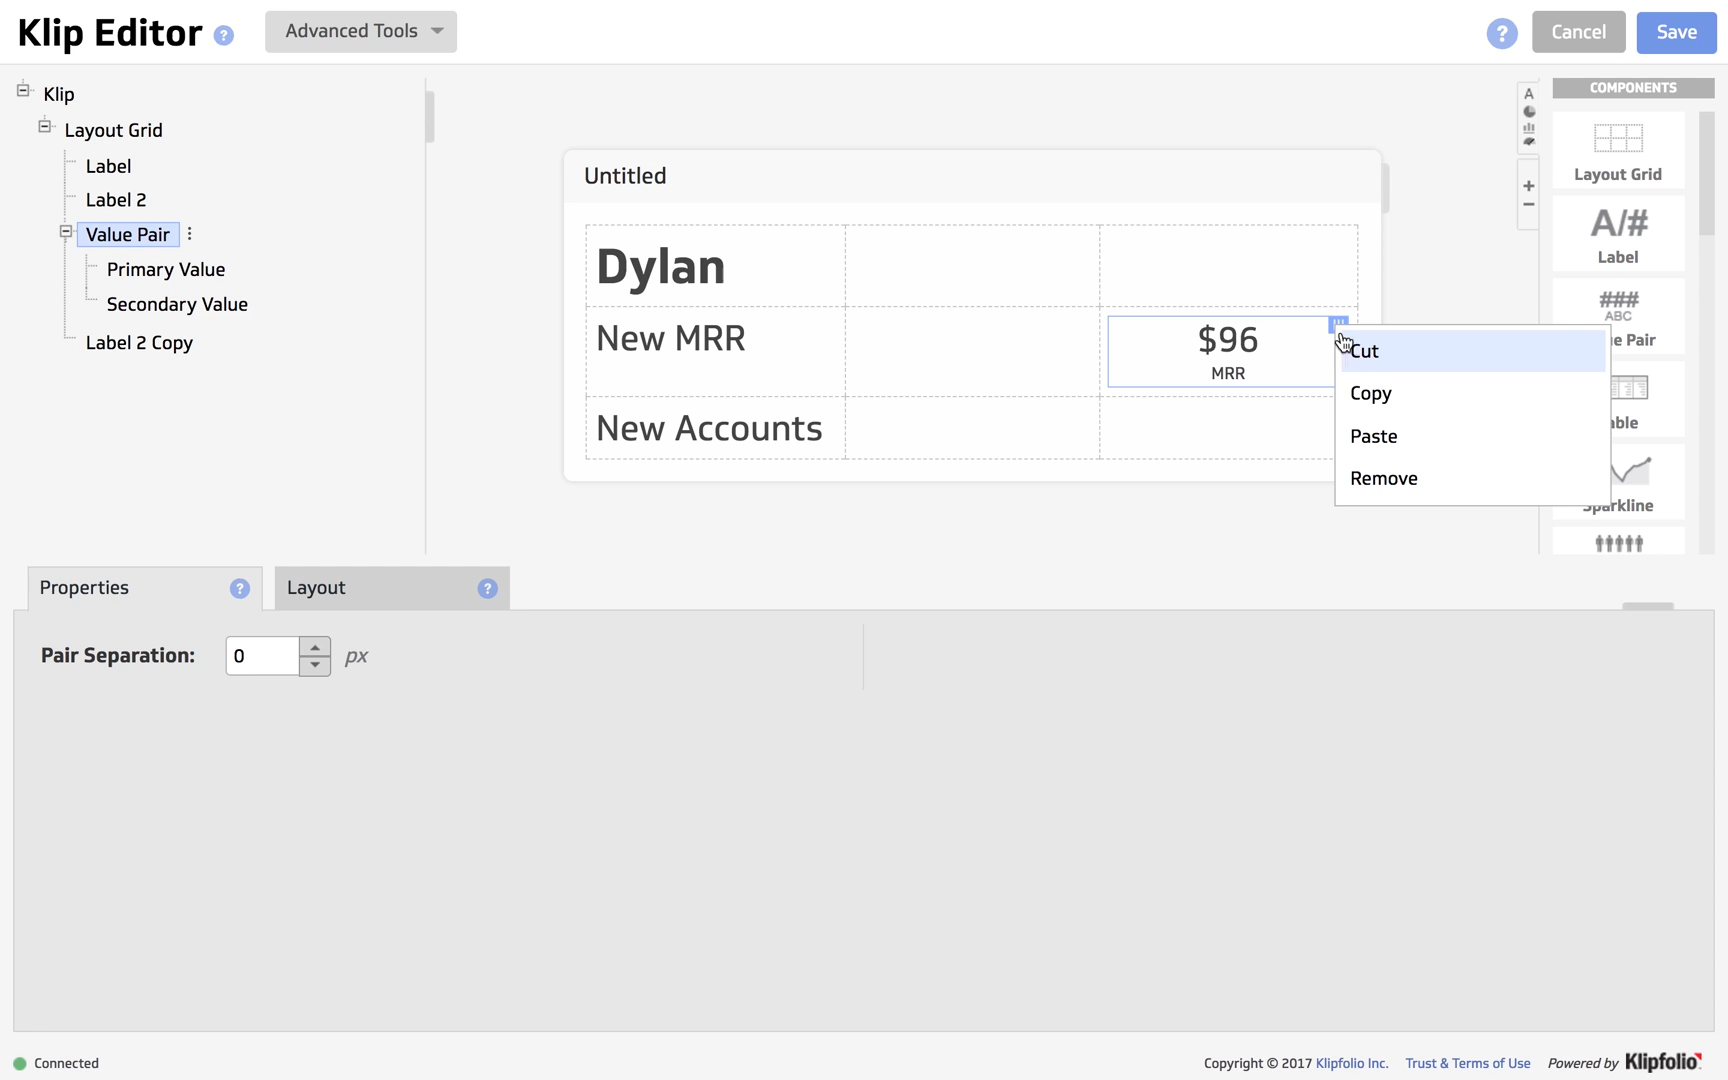 Klip Editor ?
Advanced Tools
?
Cancel
Save
Klip
Layout Grid
Label
Label 2
Value Pair
Primary Value
Secondary Value
Label 2 Copy
Untitled
Dylan
New MRR
$96
MRR
New Accounts
Cut
Copy
Paste
Remove
A
+
−
COMPONENTS
Layout Grid
A/#
Label
###
ABC
e Pair
able
Sparkline
Properties ?
Layout ?
Pair Separation:
0
px
Connected
Copyright © 2017 Klipfolio Inc.
Trust & Terms of Use
Powered by Klipfolio